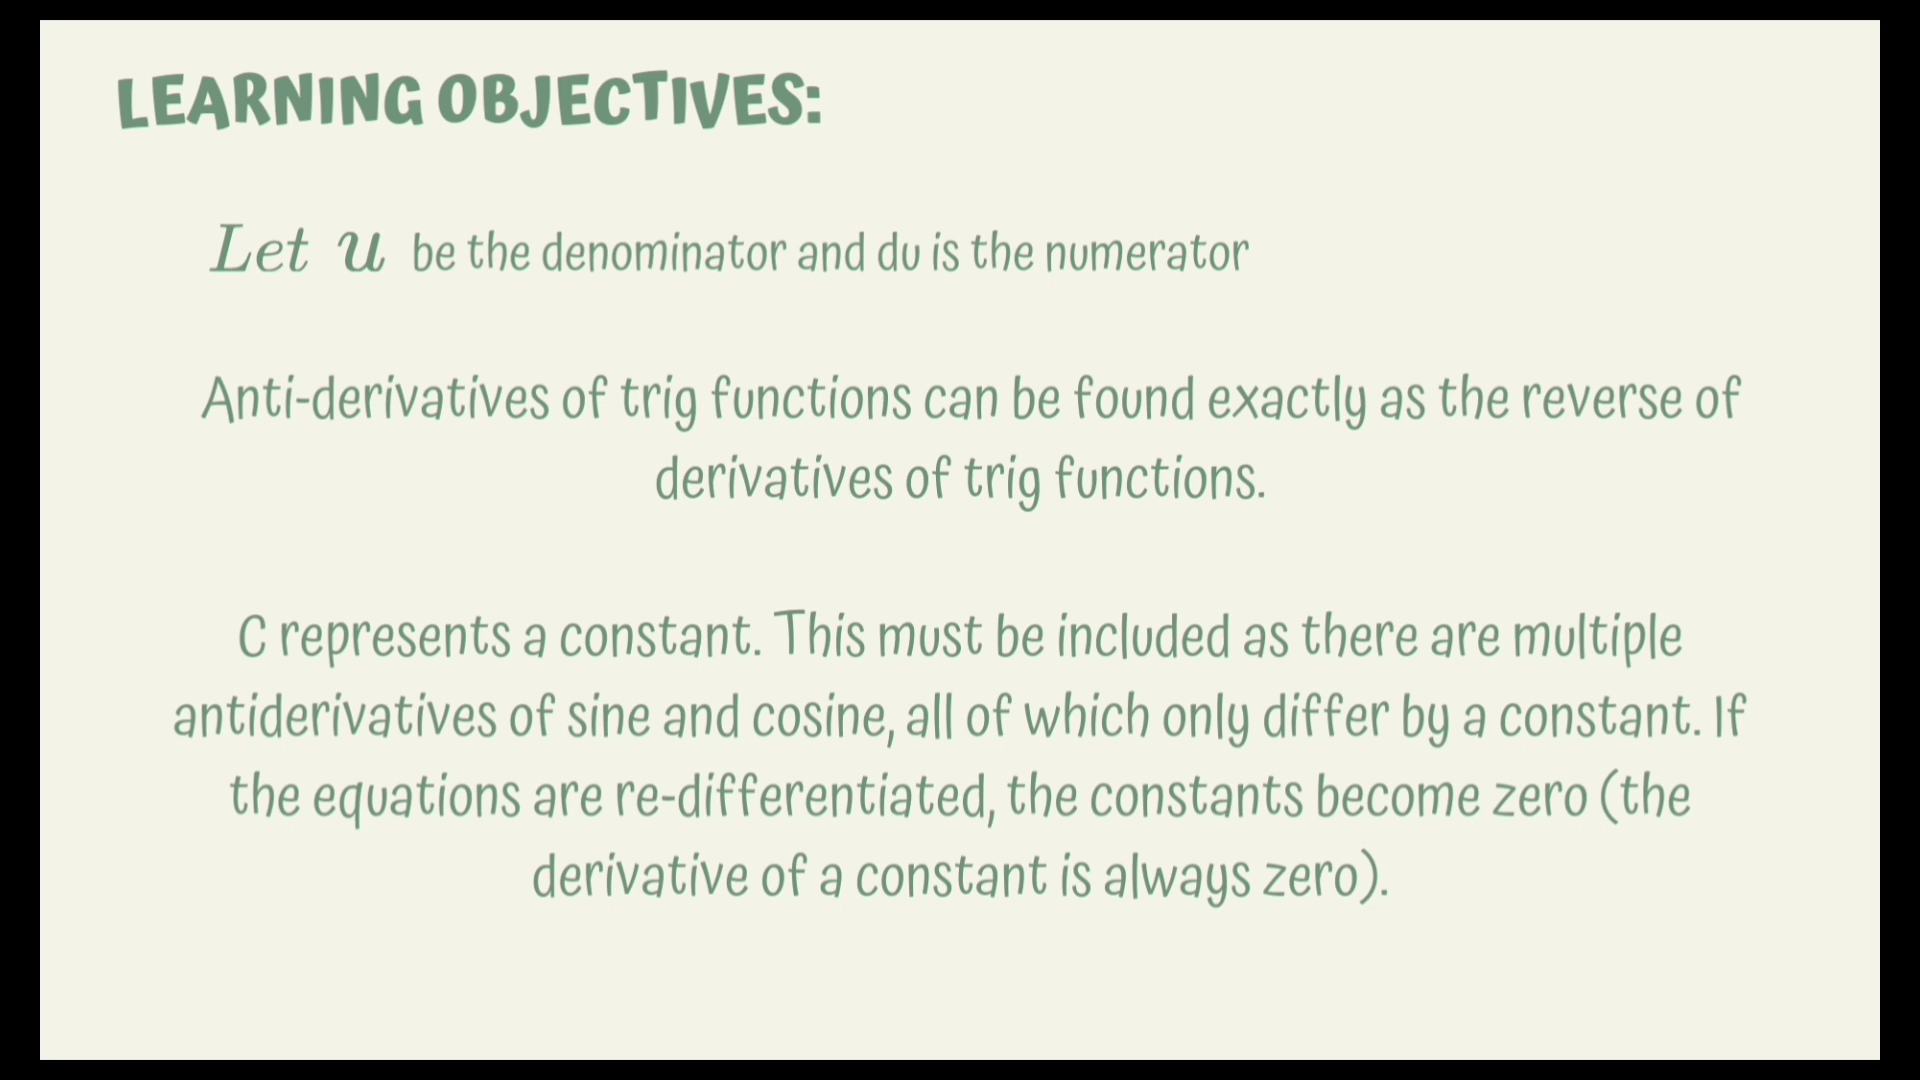 LEARNING OBJECTIVES:
Let u be the denominator and du is the numerator
Anti-derivatives of trig functions can be found exactly as the reverse of
derivatives of trig functions.
C represents a constant. This must be included as there are multiple
antiderivatives of sine and cosine, all of which only differ by a constant. If
the equations are re-differentiated, the constants become zero (the
derivative of a constant is always zero).